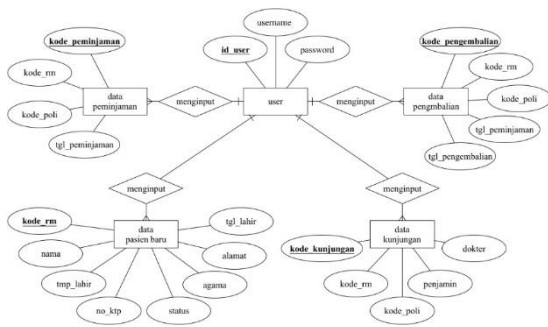 username
kode_peminjaman
id_user
password
kode_pengembalian
kode_rm
kode_rm
data
peminjaman
menginput
user
menginput
data
pengmbalian
kode_poli
kode_poli
tgl_peminjaman
tgl_peminjaman
tgl_pengembalian
menginput
menginput
kode_rm
data
pasien baru
tgl_lahir
nama
alamat
tmp_lahir
agama
no_ktp
status
kode_kunjungan
data
kunjungan
dokter
kode_rm
penjamin
kode_poli